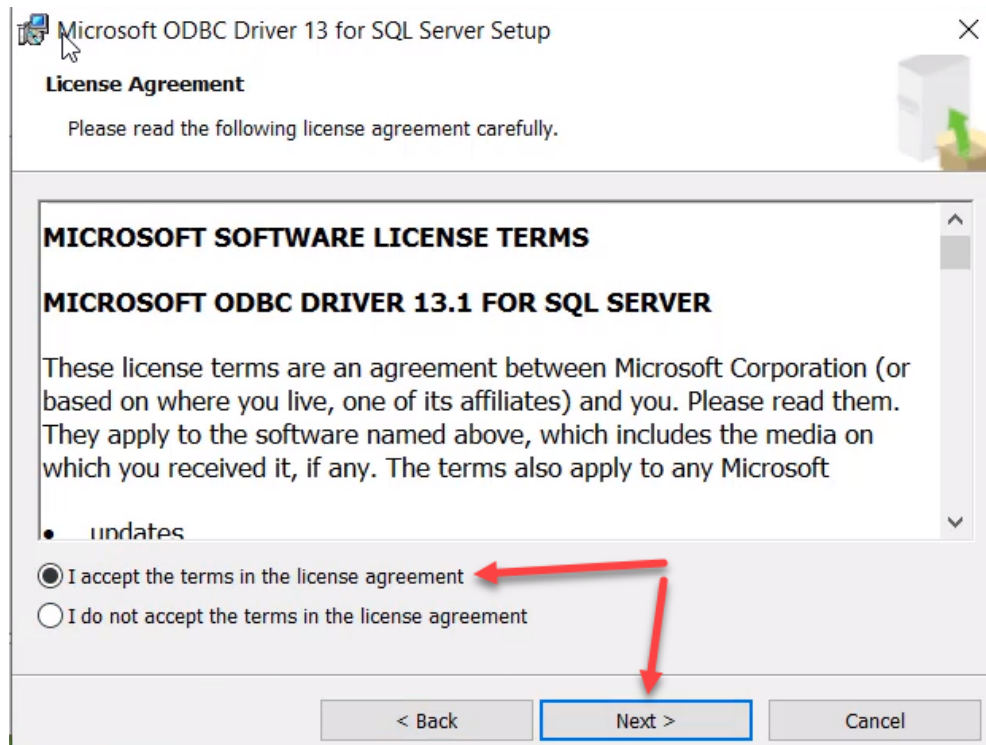 Microsoft ODBC Driver 13 for SQL Server Setup
License Agreement
Please read the following license agreement carefully.
MICROSOFT SOFTWARE LICENSE TERMS
MICROSOFT ODBC DRIVER 13.1 FOR SQL SERVER
These license terms are an agreement between Microsoft Corporation (or
based on where you live, one of its affiliates) and you. Please read them.
They apply to the software named above, which includes the media on
which you received it, if any. The terms also apply to any Microsoft
• updates
I accept the terms in the license agreement
I do not accept the terms in the license agreement
< Back
Next >
Cancel